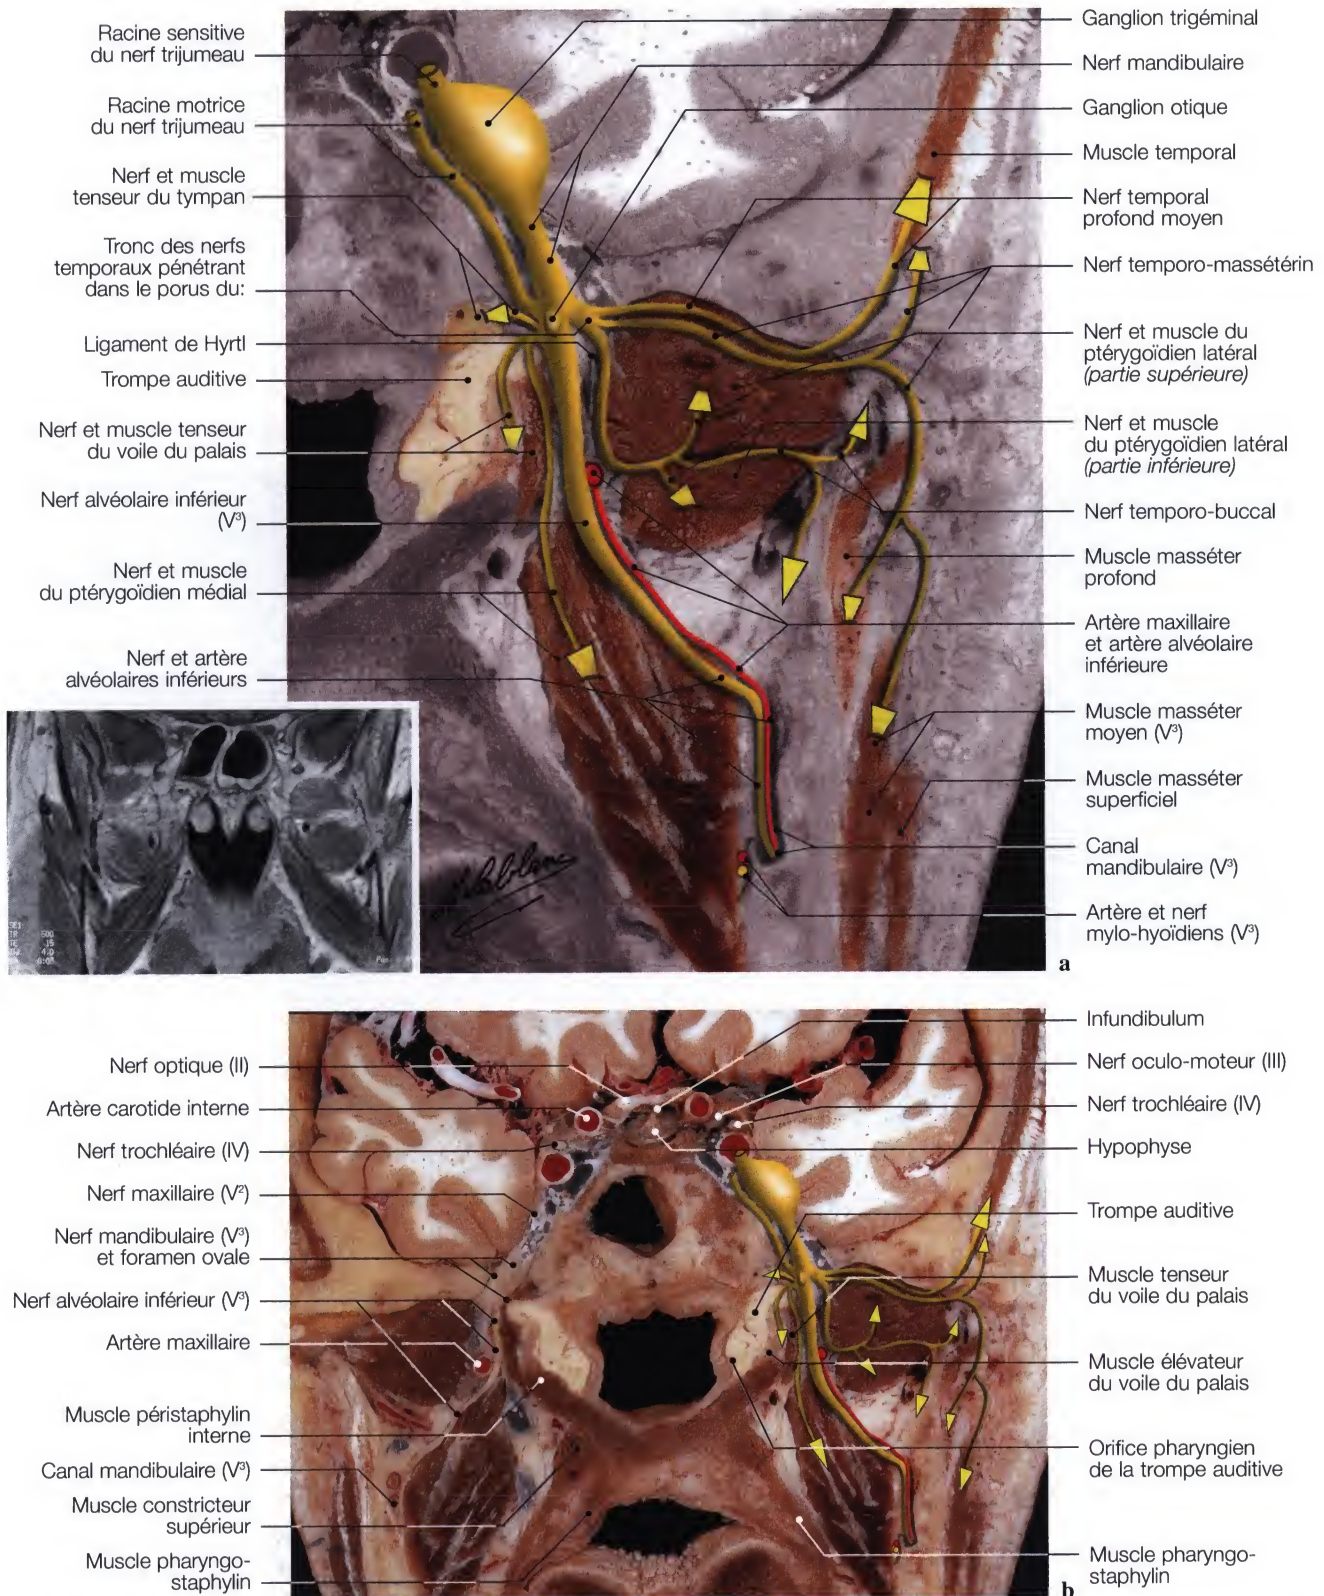 Racine sensitive
du nerf trijumeau
Racine motrice
du nerf trijumeau
Nerf et muscle
tenseur du tympan
Tronc des nerfs
temporaux pénétrant
dans le porus du:
Ligament de Hyrtl
Trompe auditive
Nerf et muscle tenseur
du voile du palais
Nerf alvéolaire inférieur
(V³)
Nerf et muscle
du ptérygoïdien médial
Nerf et artère
alvéolaires inférieurs
Ganglion trigéminal
Nerf mandibulaire
Ganglion otique
Muscle temporal
Nerf temporal
profond moyen
Nerf temporo-massétérin
Nerf et muscle du
ptérygoïdien latéral
(partie supérieure)
Nerf et muscle
du ptérygoïdien latéral
(partie inférieure)
Nerf temporo-buccal
Muscle masséter
profond
Artère maxillaire
et artère alvéolaire
inférieure
Muscle masséter
moyen (V³)
Muscle masséter
superficiel
Canal
mandibulaire (V³)
Artère et nerf
mylo-hyoïdiens (V³)
a
Nerf optique (II)
Artère carotide interne
Nerf trochléaire (IV)
Nerf maxillaire (V²)
Nerf mandibulaire (V³)
et foramen ovale
Nerf alvéolaire inférieur (V³)
Artère maxillaire
Muscle péristaphylin
interne
Canal mandibulaire (V³)
Muscle constricteur
supérieur
Muscle pharyngo-
staphylin
Infundibulum
Nerf oculo-moteur (III)
Nerf trochléaire (IV)
Hypophyse
Trompe auditive
Muscle tenseur
du voile du palais
Muscle élévateur
du voile du palais
Orifice pharyngien
de la trompe auditive
Muscle pharyngo-
staphylin
b